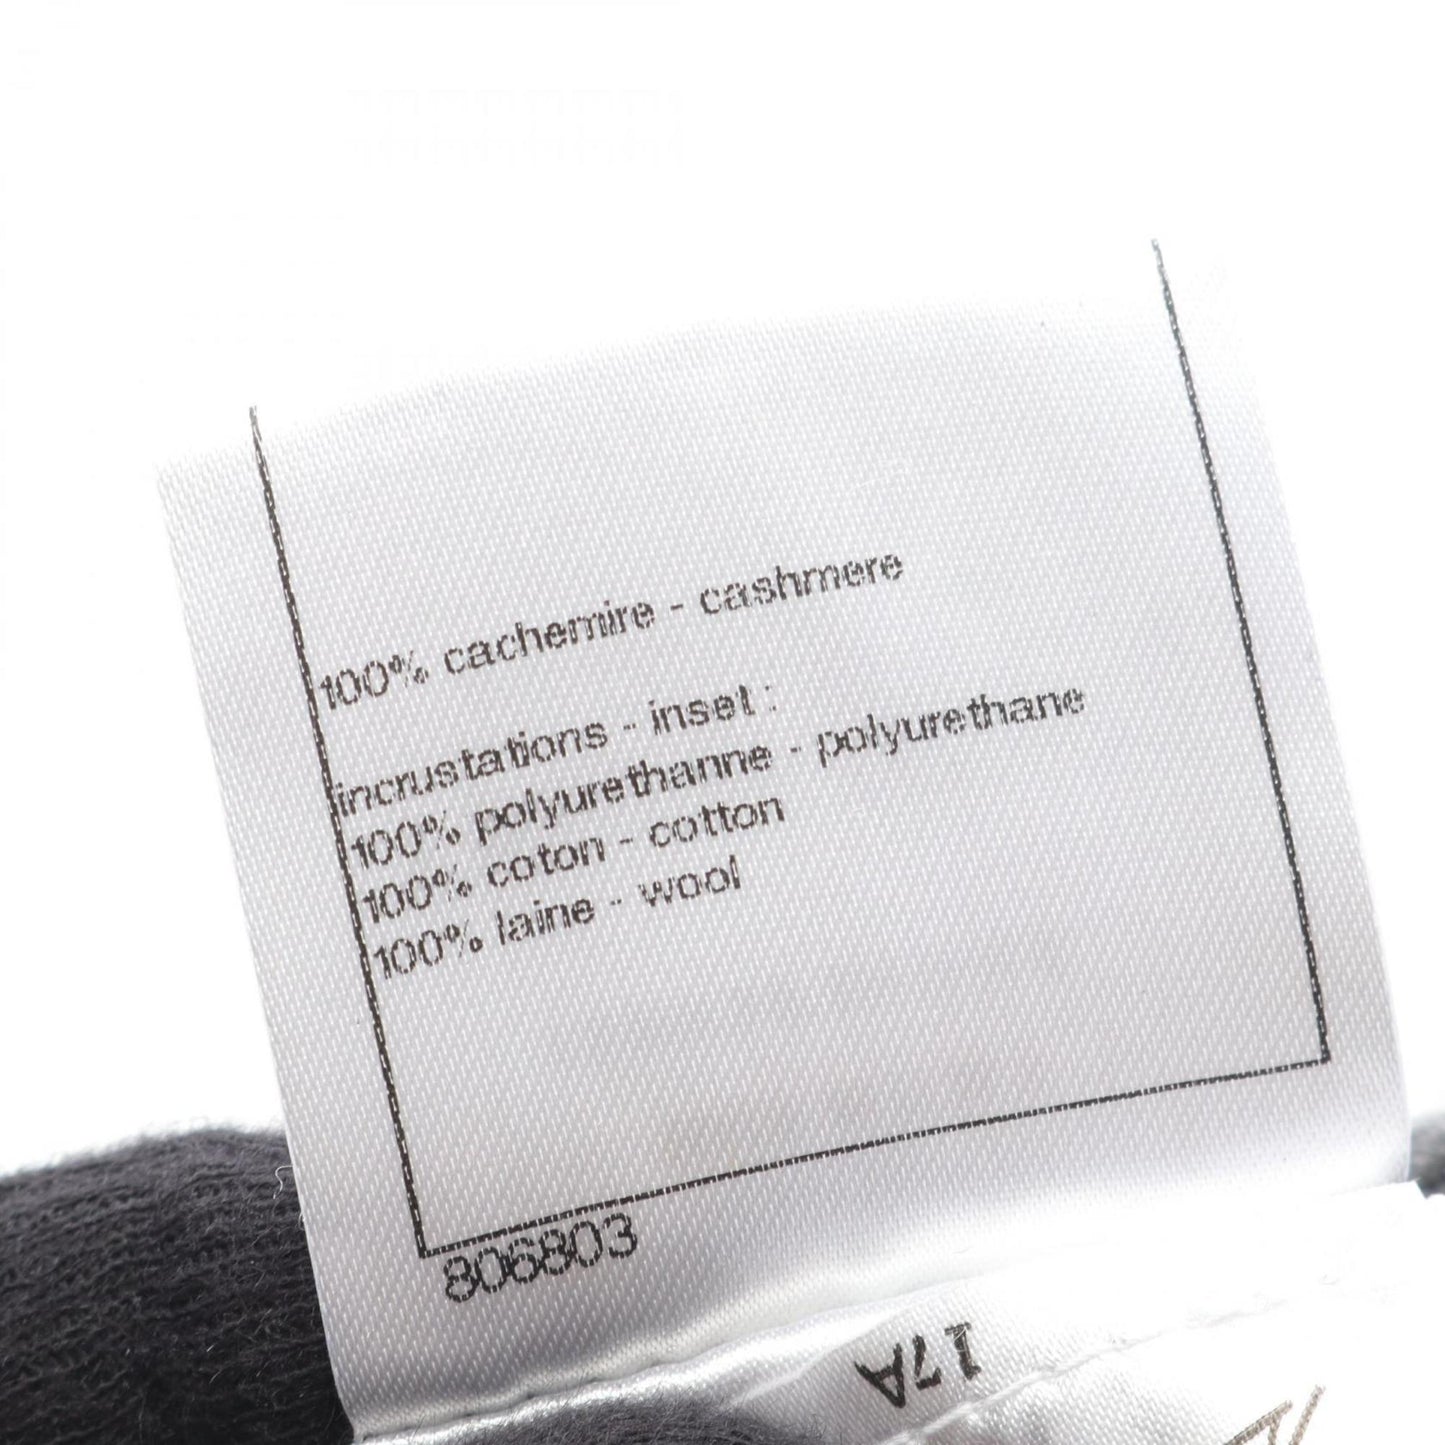 100% cachemire - cashmere
incrustations - inset :
100% polyurethanne - polyurethane
100% coton - cotton
100% laine - wool
806803
17A